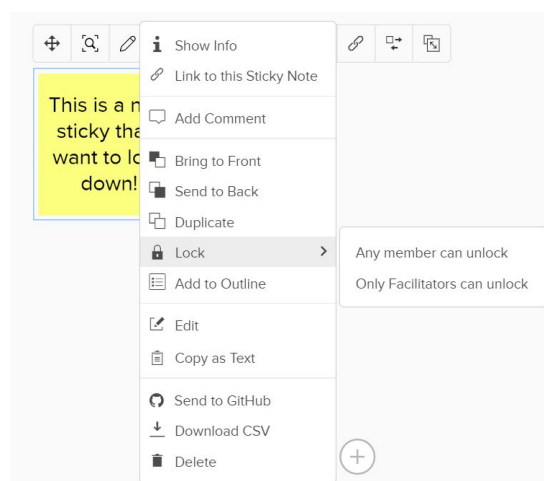 Show Info
Link to this Sticky Note
Add Comment
Bring to Front
Send to Back
Duplicate
Lock
Add to Outline
Edit
Copy as Text
Send to GitHub
Download CSV
Delete
Any member can unlock
Only Facilitators can unlock
This is a
sticky
want to
down!